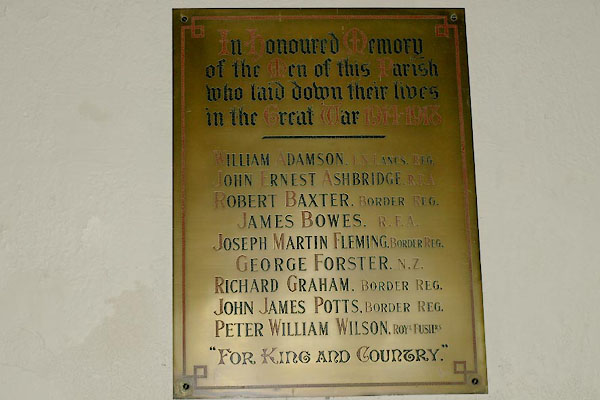 In Honoured Memory
of the Men of this Parish
who laid down their lives
in the Great War 1914-1918
WILLIAM ADAMSON, LANCS. REG.
JOHN ERNEST ASHBRIDGE, R.F.A.
ROBERT BAXTER, BORDER REG.
JAMES BOWES, R.F.A.
JOSEPH MARTIN FLEMING, BORDER REG.
GEORGE FORSTER, N.Z.
RICHARD GRAHAM, BORDER REG.
JOHN JAMES POTTS, BORDER REG.
PETER WILLIAM WILSON, ROYL FUSRS
"FOR KING AND COUNTRY."